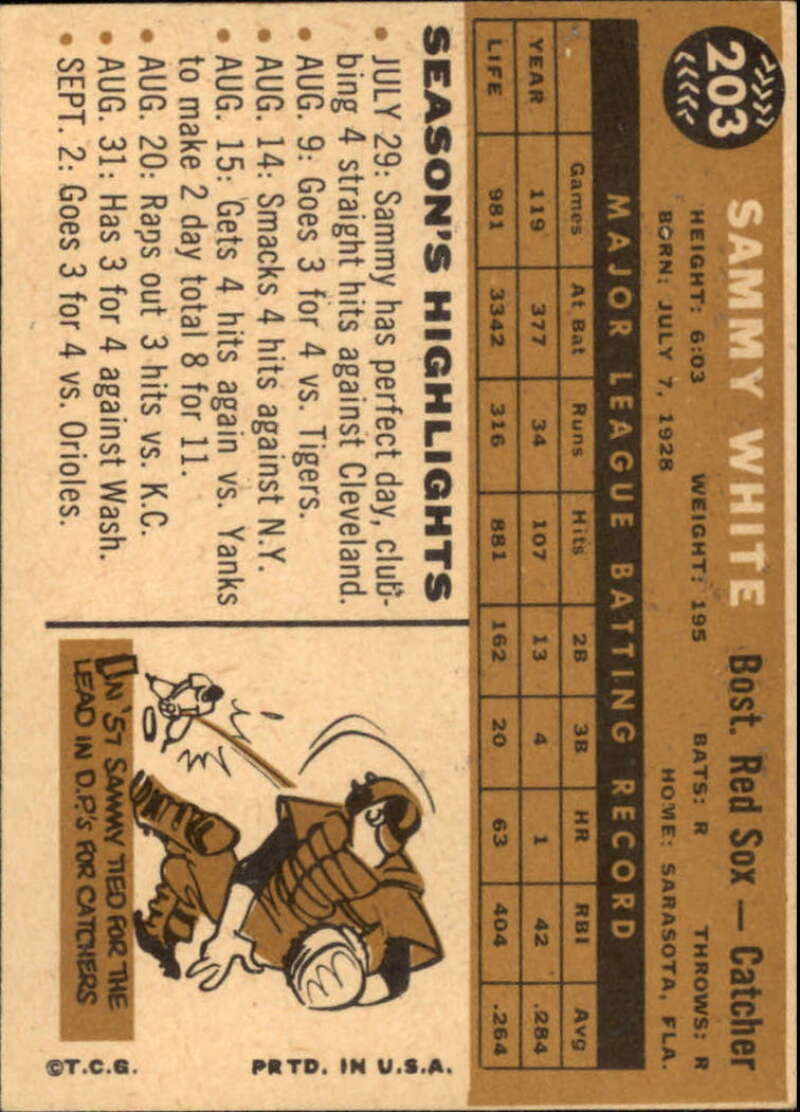 203
SAMMY WHITE Bost. Red Sox — Catcher
HEIGHT: 6:03 WEIGHT: 195 BATS: R THROWS: R
BORN: JULY 7, 1928 HOME: SARASOTA, FLA.
MAJOR LEAGUE BATTING RECORD
Games At Bat Runs Hits 2B 3B HR RBI Avg
YEAR 119 377 34 107 13 4 1 42 .284
LIFE 981 3342 316 881 162 20 63 404 .264
SEASON'S HIGHLIGHTS
• JULY 29: Sammy has perfect day, club-
bing 4 straight hits against Cleveland.
• AUG. 9: Goes 3 for 4 vs. Tigers.
• AUG. 14: Smacks 4 hits against N.Y.
• AUG. 15: Gets 4 hits again vs. Yanks
to make 2 day total 8 for 11.
• AUG. 20: Raps out 3 hits vs. K.C.
• AUG. 31: Has 3 for 4 against Wash.
• SEPT. 2: Goes 3 for 4 vs. Orioles.
IN '57 SAMMY TIED FOR THE
LEAD IN D.P.'S FOR CATCHERS
©T.C.G. PRTD. IN U.S.A.